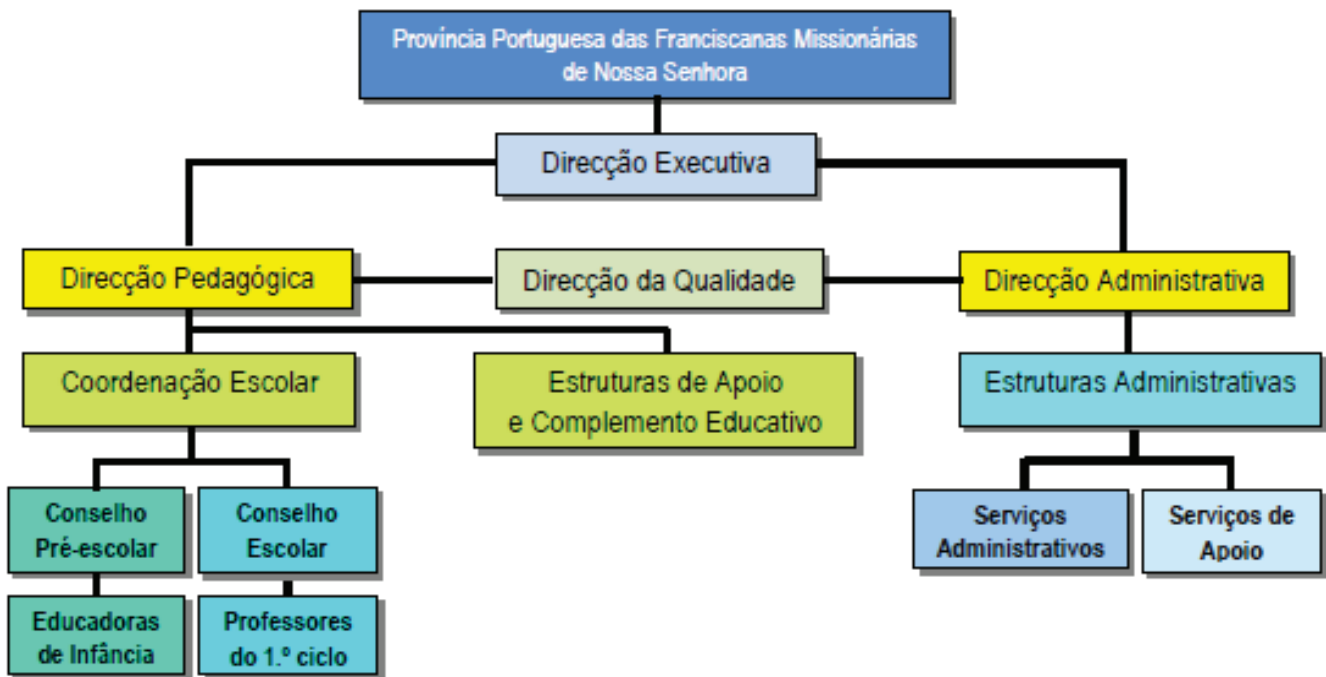 Província Portuguesa das Franciscanas Missionárias
de Nossa Senhora
Direcção Executiva
Direcção Pedagógica
Direcção da Qualidade
Direcção Administrativa
Coordenação Escolar
Estruturas de Apoio
e Complemento Educativo
Estruturas Administrativas
Conselho
Pré-escolar
Conselho
Escolar
Serviços
Administrativos
Serviços de
Apoio
Educadoras
de Infância
Professores
do 1.º ciclo